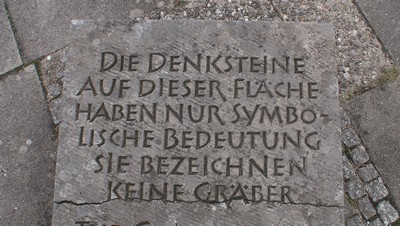 DIE DENKSTEINE
AUF DIESER FLÄCHE
HABEN NUR SYMBO-
LISCHE BEDEUTUNG
SIE BEZEICHNEN
KEINE GRÄBER